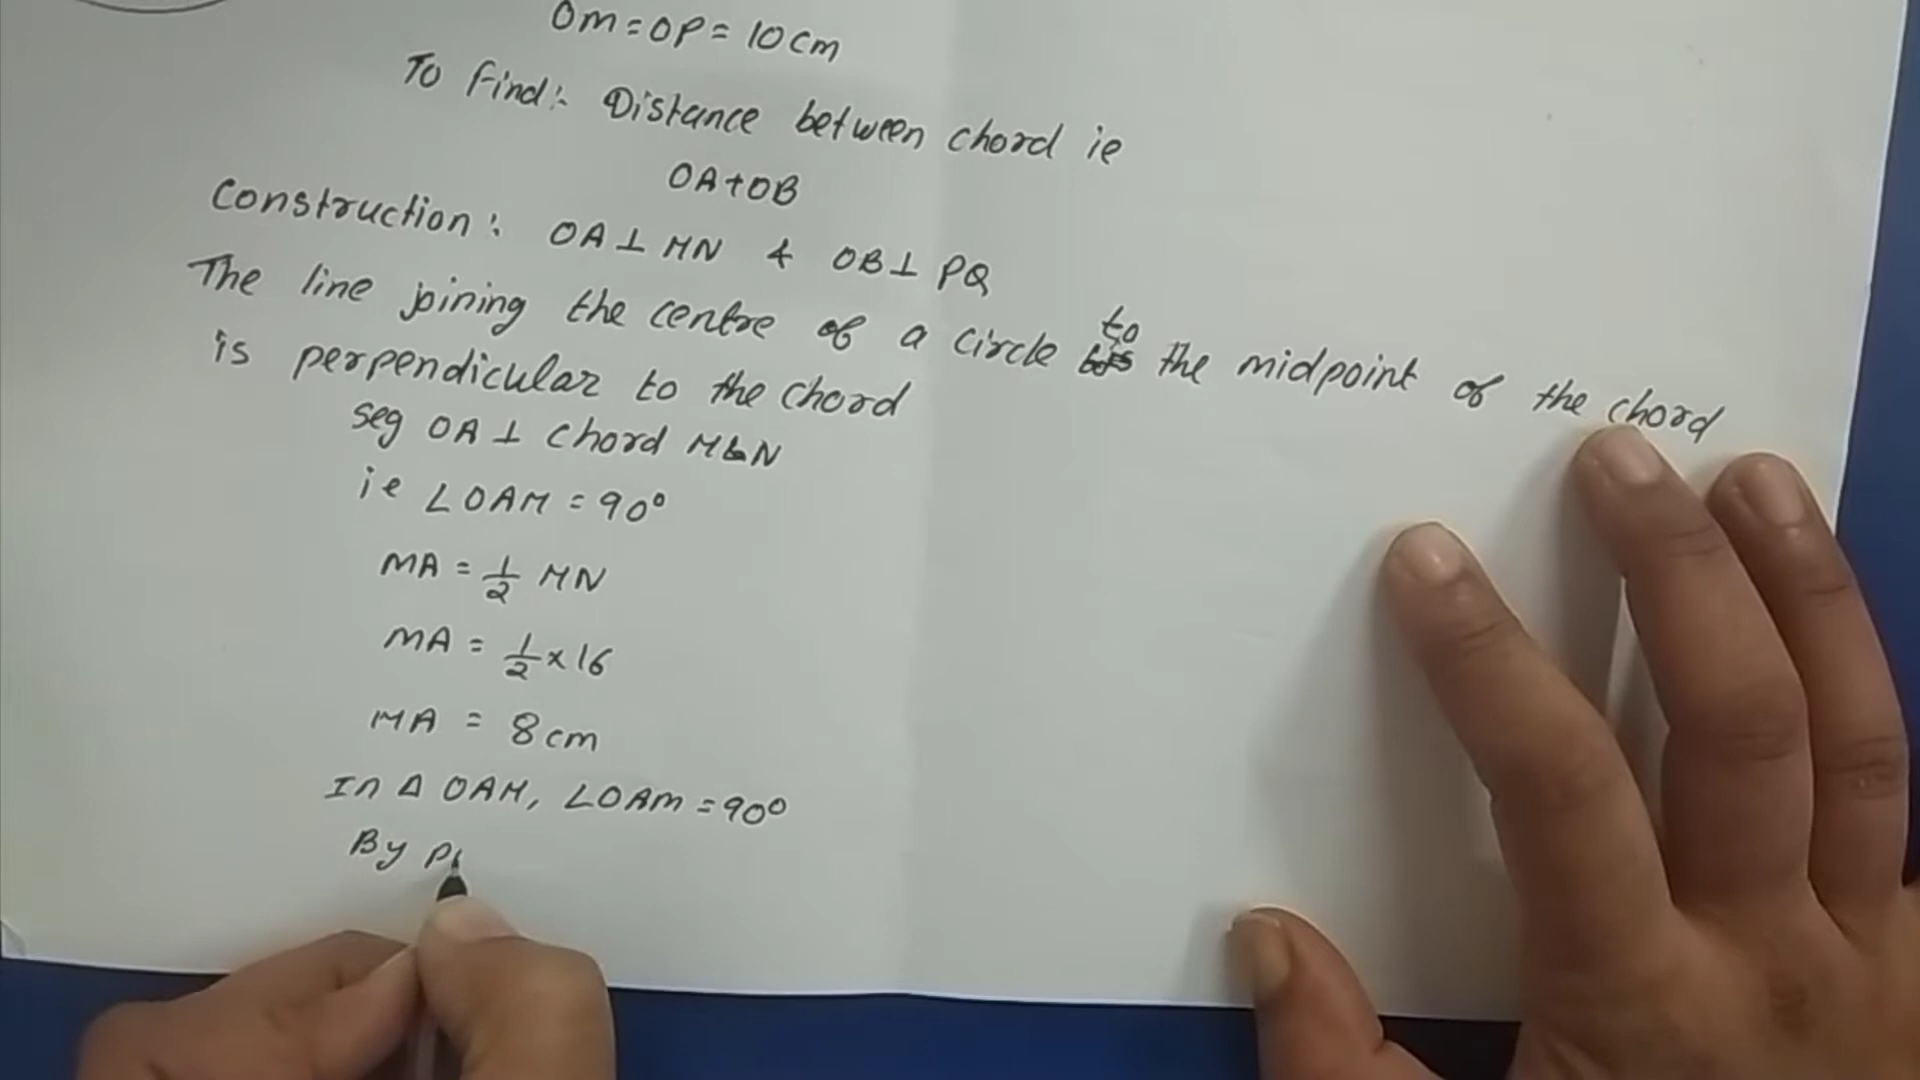 OM = OP = 10 cm
To find :- Distance between chord ie
OA + OB
Construction : OA ⊥ MN & OB ⊥ PQ
The line joining the centre of a circle to the midpoint of the chord
is perpendicular to the chord
seg OA ⊥ chord MN
ie ∠OAM = 90°
MA = 1/2 MN
MA = 1/2 × 16
MA = 8 cm
In Δ OAM, ∠OAM = 90°
By P